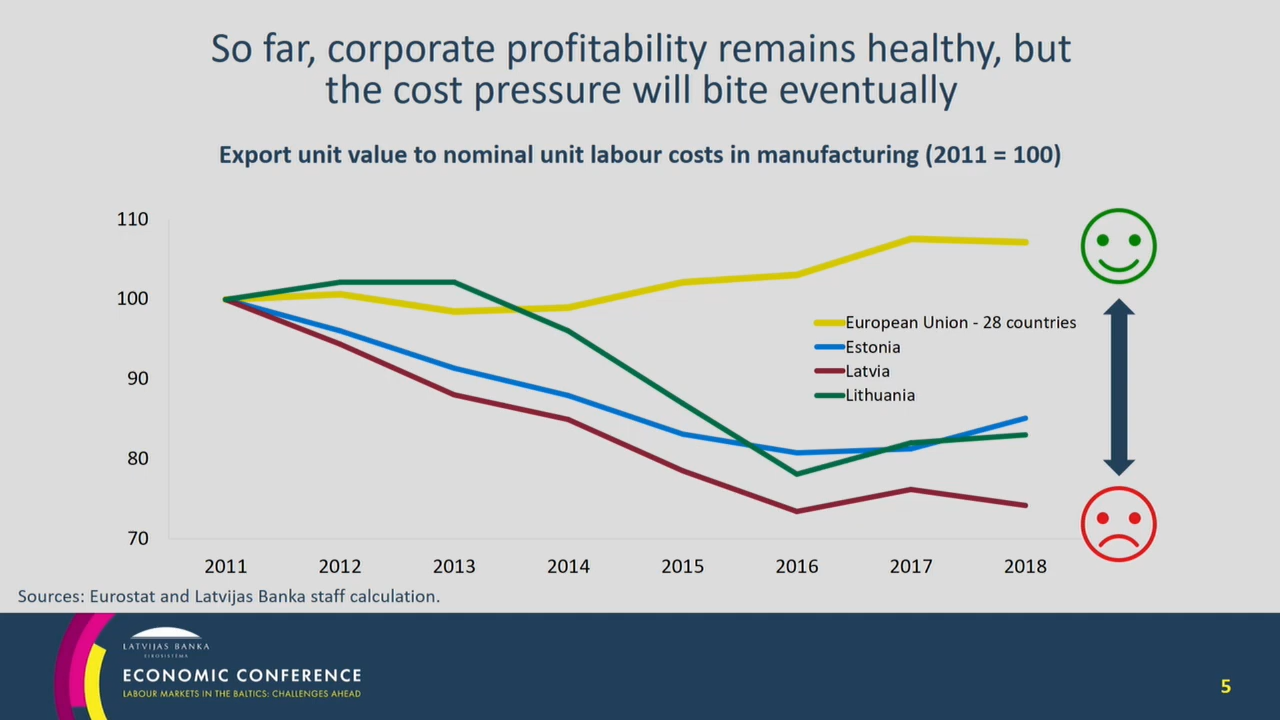 So far, corporate profitability remains healthy, but
the cost pressure will bite eventually
Export unit value to nominal unit labour costs in manufacturing (2011 = 100)
110
100
90
80
70
European Union - 28 countries
Estonia
Latvia
Lithuania
2011 2012 2013 2014 2015 2016 2017 2018
Sources: Eurostat and Latvijas Banka staff calculation.
LATVIJAS BANKA
EIROSISTĒMA
ECONOMIC CONFERENCE
LABOUR MARKETS IN THE BALTICS: CHALLENGES AHEAD
5